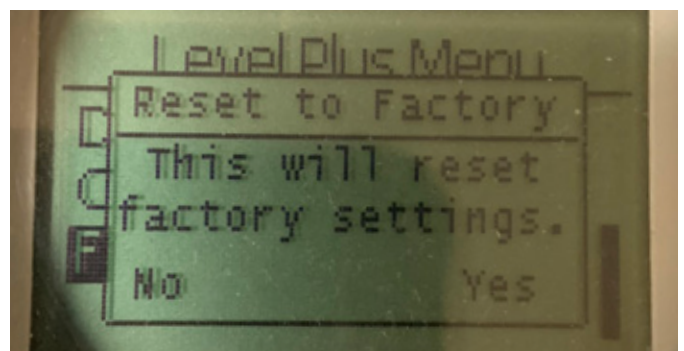 Level Plus Menu
Reset to Factory
This will reset
factory settings.
No Yes